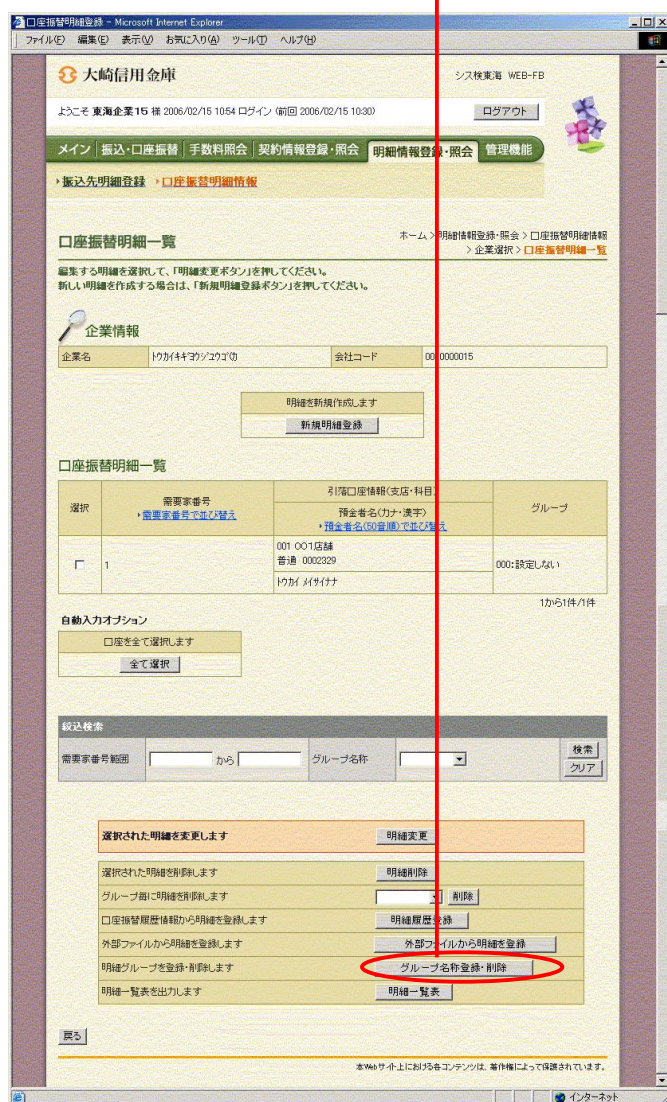 口座振替明細登録 - Microsoft Internet Explorer
ファイル(F) 編集(E) 表示(V) お気に入り(A) ツール(T) ヘルプ(H)
大崎信用金庫
シス検東海 WEB-FB
ようこそ 東海企業15 様 2006/02/15 1054 ログイン (前回 2006/02/15 1030)
ログアウト
メイン 振込・口座振替 手数料照会 契約情報登録・照会 明細情報登録・照会 管理機能
振込先明細登録 口座振替明細情報
口座振替明細一覧
ホーム > 明細情報登録・照会 > 口座振替明細情報
> 企業選択 > 口座振替明細一覧
編集する明細を選択して、「明細変更ボタン」を押してください。
新しい明細を作成する場合は、「新規明細登録ボタン」を押してください。
企業情報
企業名
会社コード
明細を新規作成します
新規明細登録
口座振替明細一覧
選択
需要家番号
需要家番号で並び替え
引落口座情報(支店・科目
預金者名(カナ・漢字)
預金者名(50音順)で並び替え
グループ
1
001 001店舗
普通 0002329
トウカイ メイサイナナ
000:設定しない
1から1件/1件
自動入力オプション
口座を全て選択します
全て選択
絞込検索
需要家番号範囲 から グループ名称
検索
クリア
選択された明細を変更します 明細変更
選択された明細を削除します 明細削除
グループ毎に明細を削除します 削除
口座振替履歴情報から明細を登録します 明細履歴登録
外部ファイルから明細を登録します 外部ファイルから明細を登録
明細グループを登録・削除します グループ名称登録・削除
明細一覧表を出力します 明細一覧表
戻る
本Webサイト上における各コンテンツは、著作権によって保護されています。
インターネット